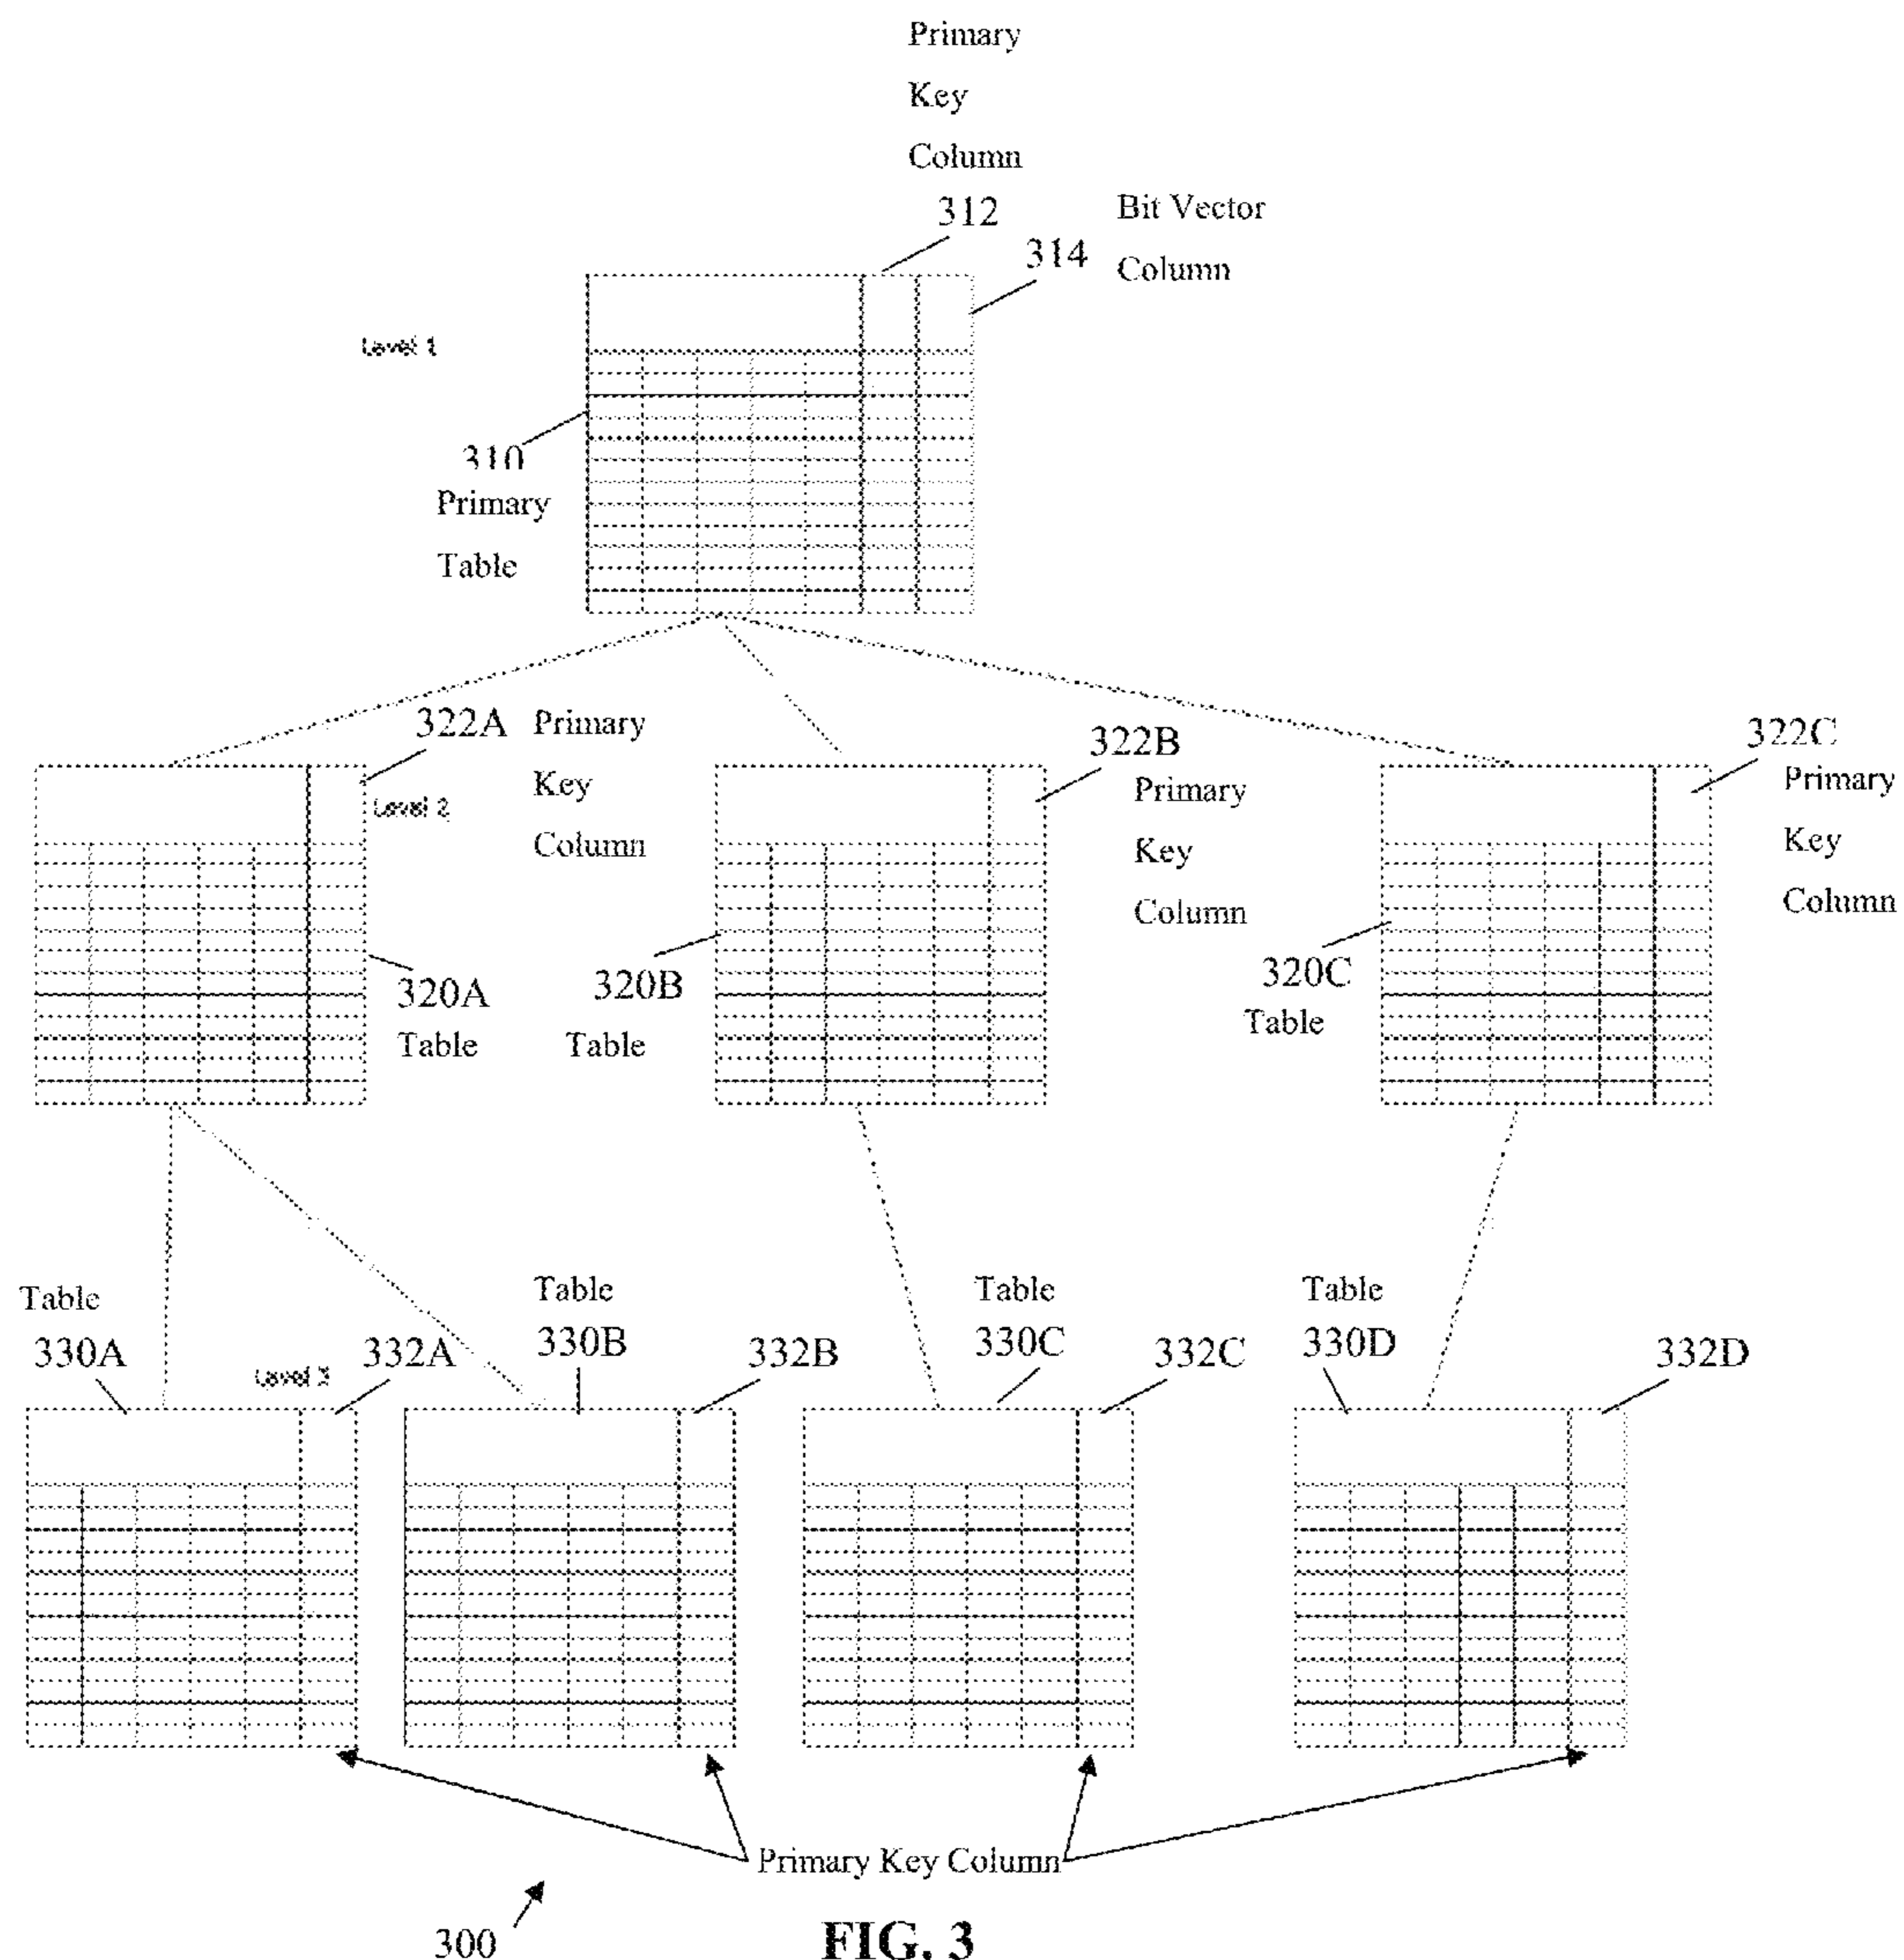 Primary
Key
Column
312
Bit Vector
314
Column
Level 1
310
Primary
Table
322A
Primary
Key
Column
Level 2
322B
Primary
Key
Column
322C
Primary
Key
Column
320A
Table
320B
Table
320C
Table
Table
330A
Level 3
332A
Table
330B
332B
Table
330C
332C
Table
330D
332D
Primary Key Column
300
FIG. 3